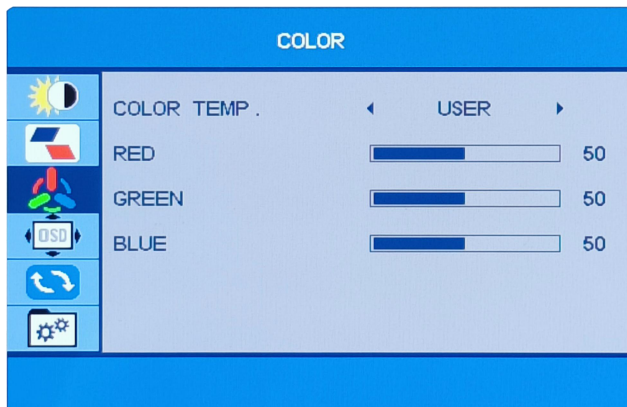 COLOR
COLOR TEMP. USER
RED 50
GREEN 50
OSD
BLUE 50